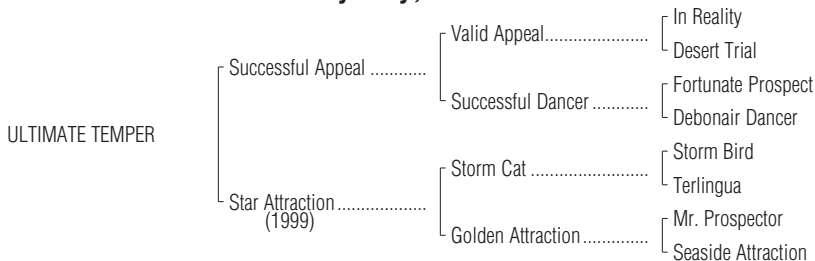 In Reality
Valid Appeal......................
Desert Trial
Successful Appeal ............
Fortunate Prospect
Successful Dancer ............
Debonair Dancer
ULTIMATE TEMPER
Storm Bird
Storm Cat .........................
Terlingua
Star Attraction ...................
(1999)
Mr. Prospector
Golden Attraction ..............
Seaside Attraction